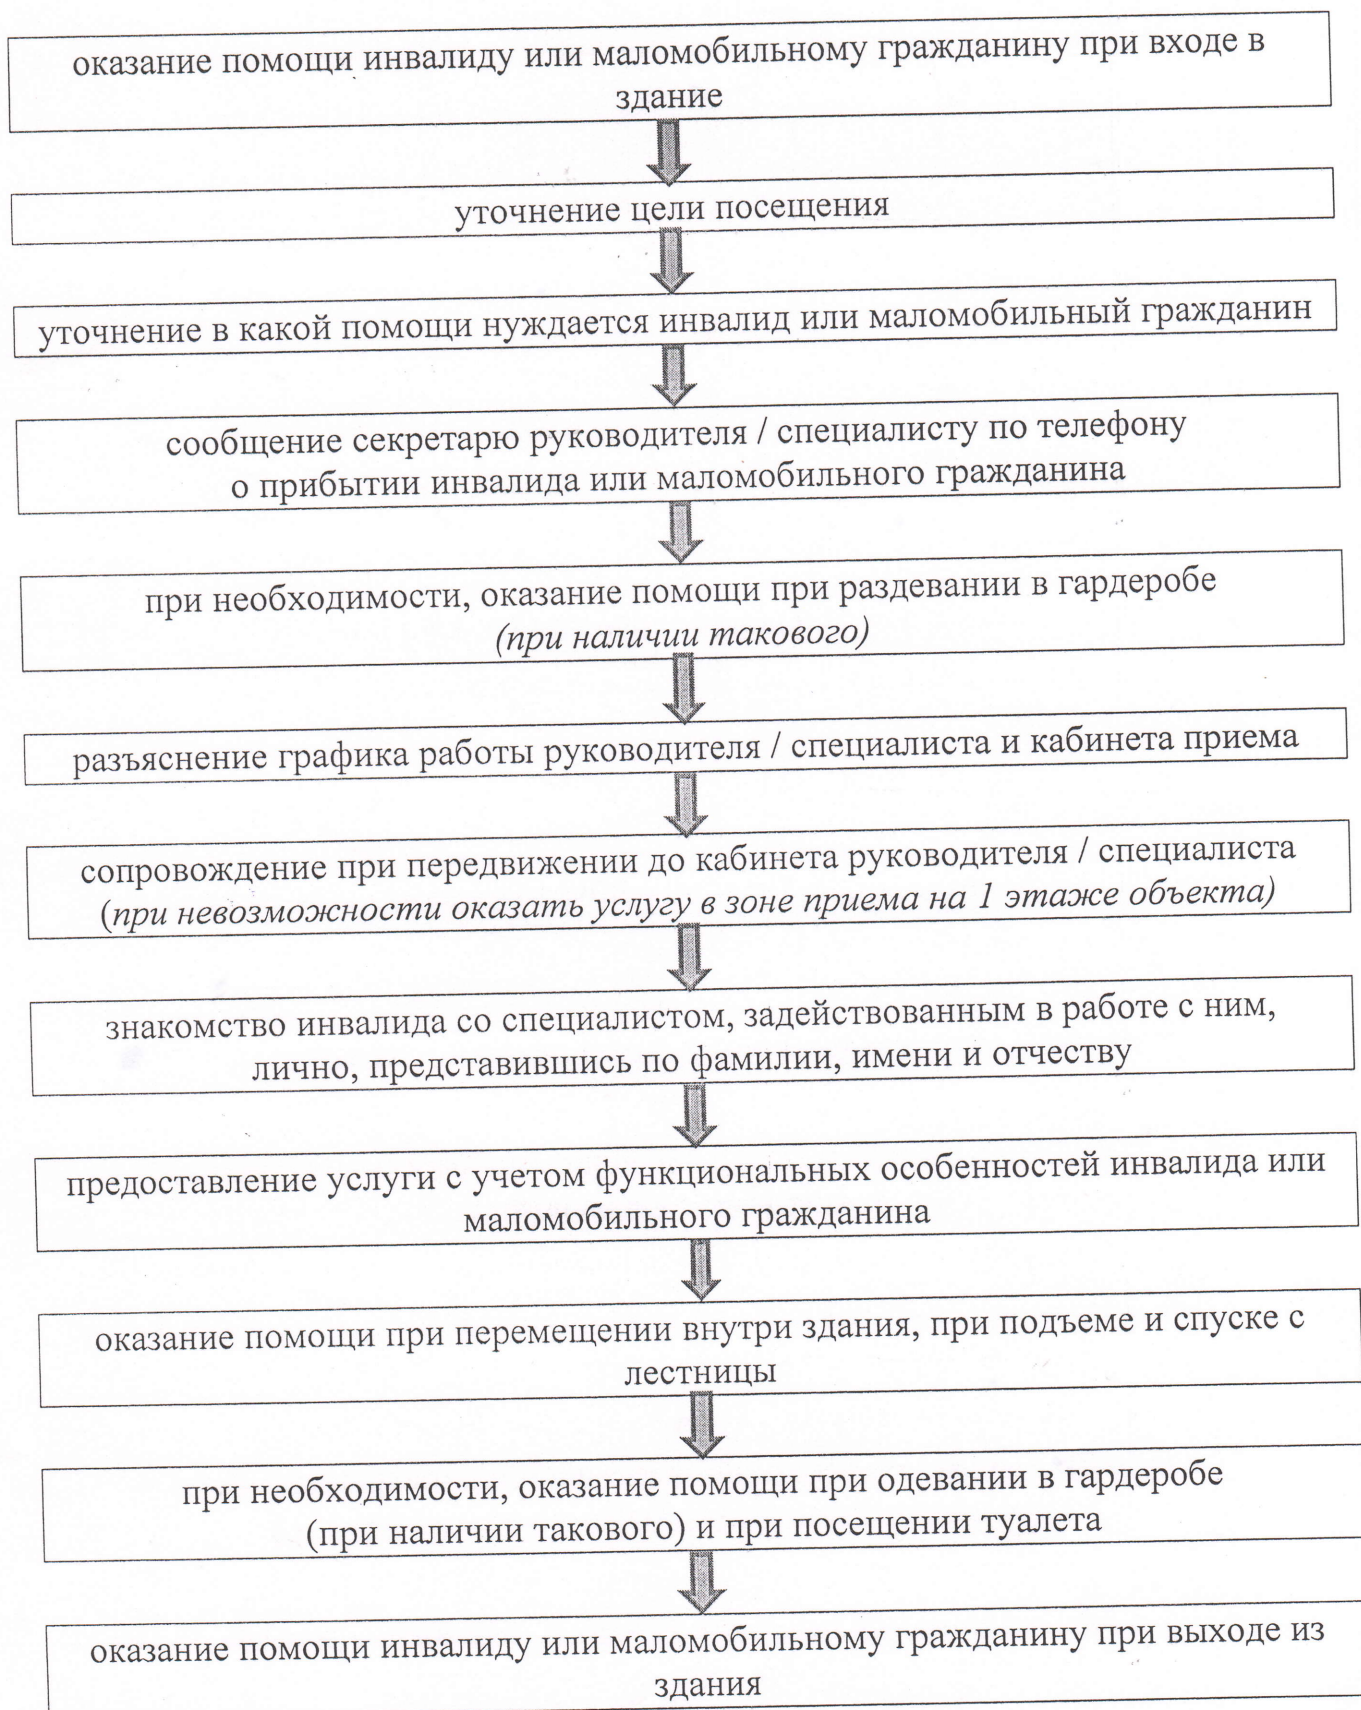 оказание помощи инвалиду или маломобильному гражданину при входе в
здание
уточнение цели посещения
уточнение в какой помощи нуждается инвалид или маломобильный гражданин
сообщение секретарю руководителя / специалисту по телефону
о прибытии инвалида или маломобильного гражданина
при необходимости, оказание помощи при раздевании в гардеробе
(при наличии такового)
разъяснение графика работы руководителя / специалиста и кабинета приема
сопровождение при передвижении до кабинета руководителя / специалиста
(при невозможности оказать услугу в зоне приема на 1 этаже объекта)
знакомство инвалида со специалистом, задействованным в работе с ним,
лично, представившись по фамилии, имени и отчеству
предоставление услуги с учетом функциональных особенностей инвалида или
маломобильного гражданина
оказание помощи при перемещении внутри здания, при подъеме и спуске с
лестницы
при необходимости, оказание помощи при одевании в гардеробе
(при наличии такового) и при посещении туалета
оказание помощи инвалиду или маломобильному гражданину при выходе из
здания